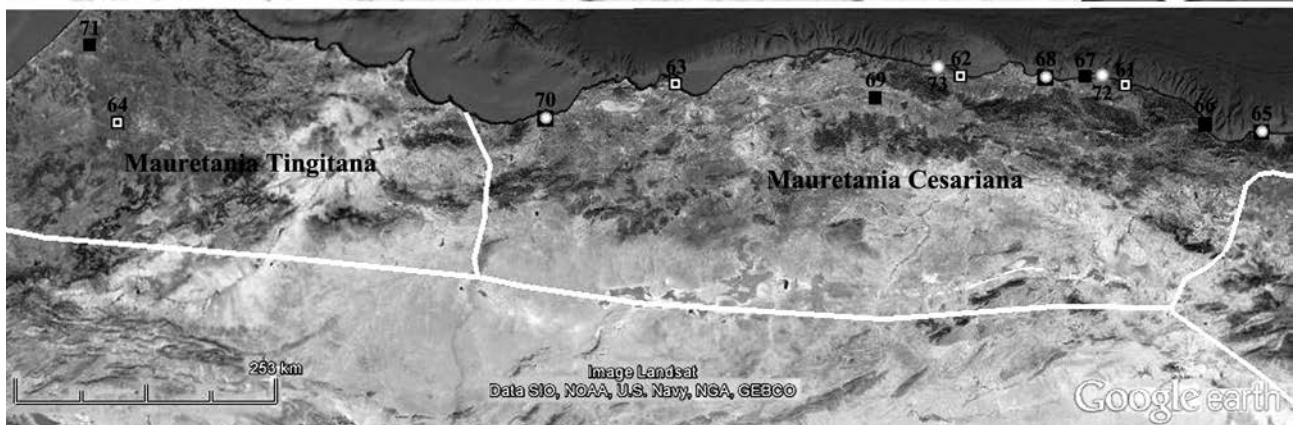 71
63
62
68
67
61
73
72
69
64
70
66
65
Mauretania Tingitana
Mauretania Cesariana
253 km
Image Landsat
Data SIO, NOAA, U.S. Navy, NGA, GEBCO
Google earth